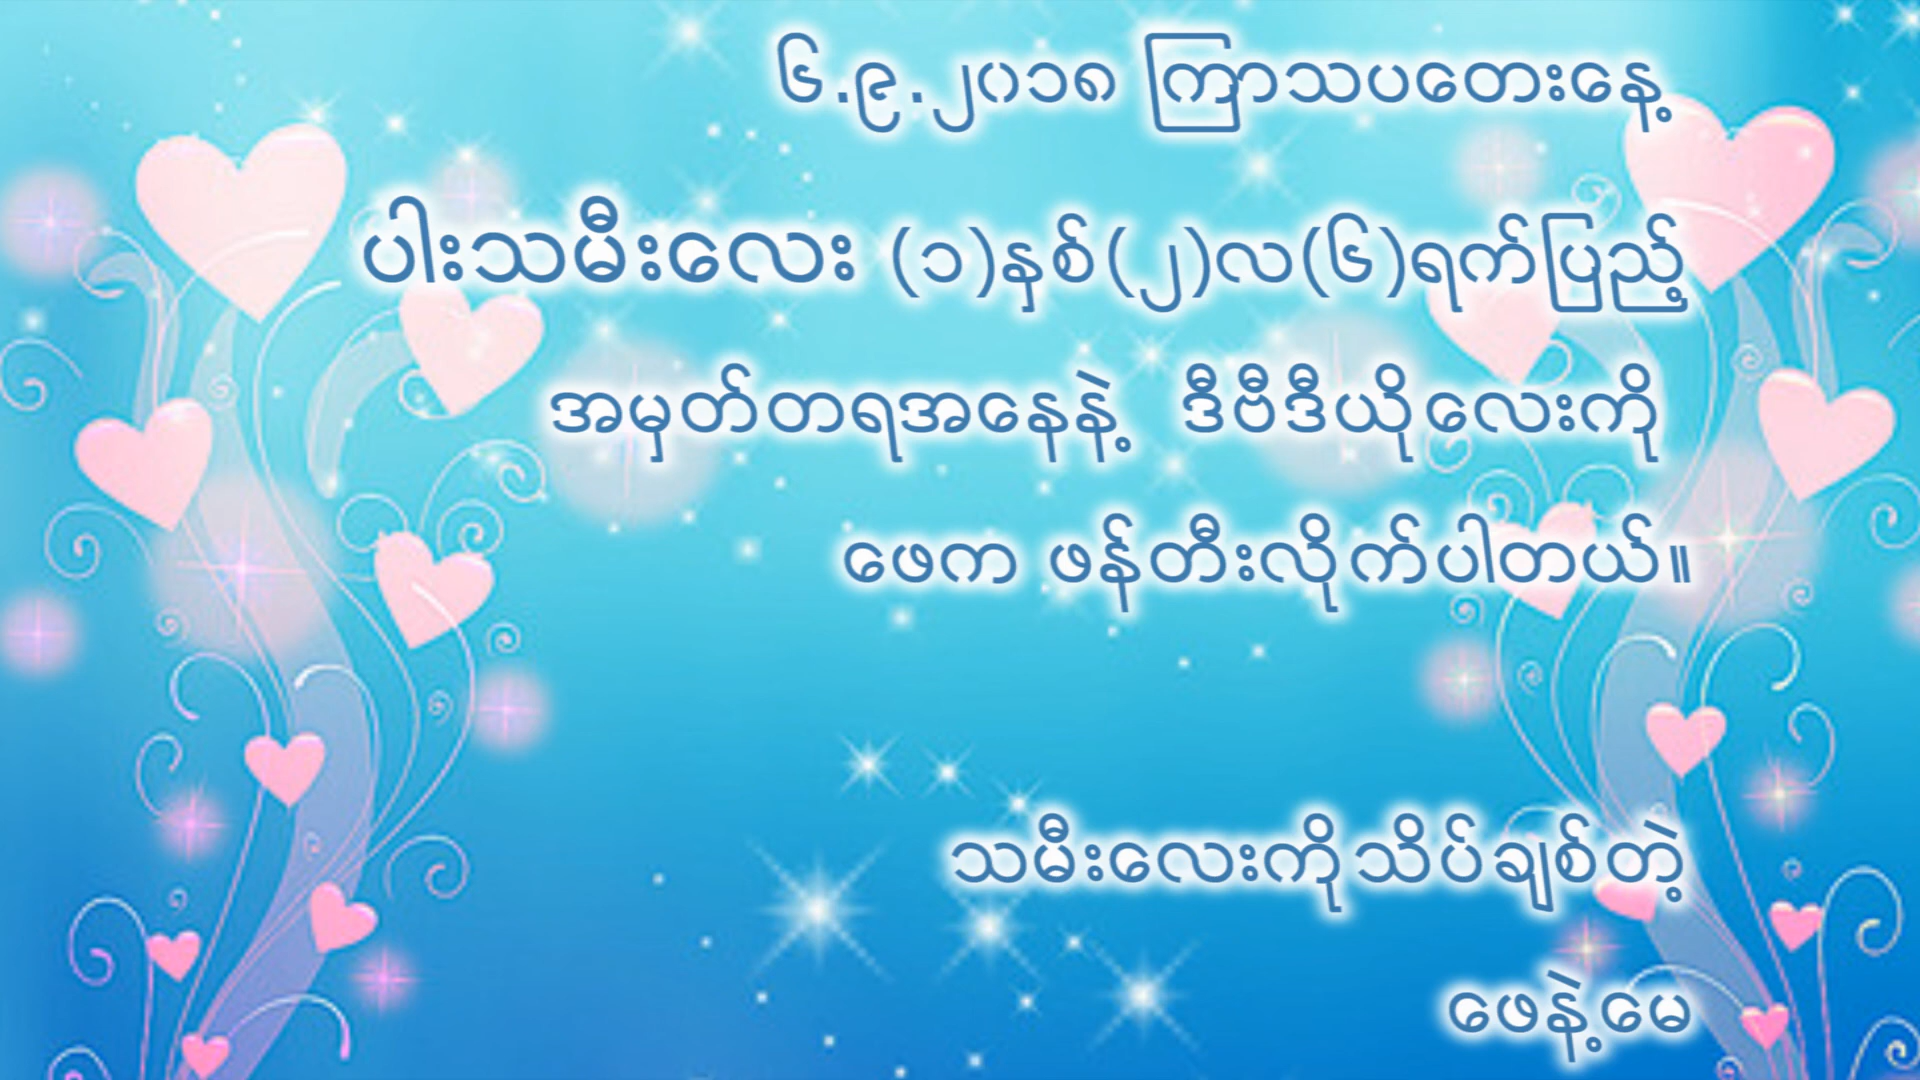 ၆.၉.၂၀၁၈ ကြာသပတေးနေ့
ပါးသမီးလေး (၁)နှစ်(၂)လ(၆)ရက်ပြည့်
အမှတ်တရအနေနဲ့ ဒီဗီဒီယိုလေးကို
ဖေက ဖန်တီးလိုက်ပါတယ်။
သမီးလေးကိုသိပ်ချစ်တဲ့
ဖေနဲ့မေ